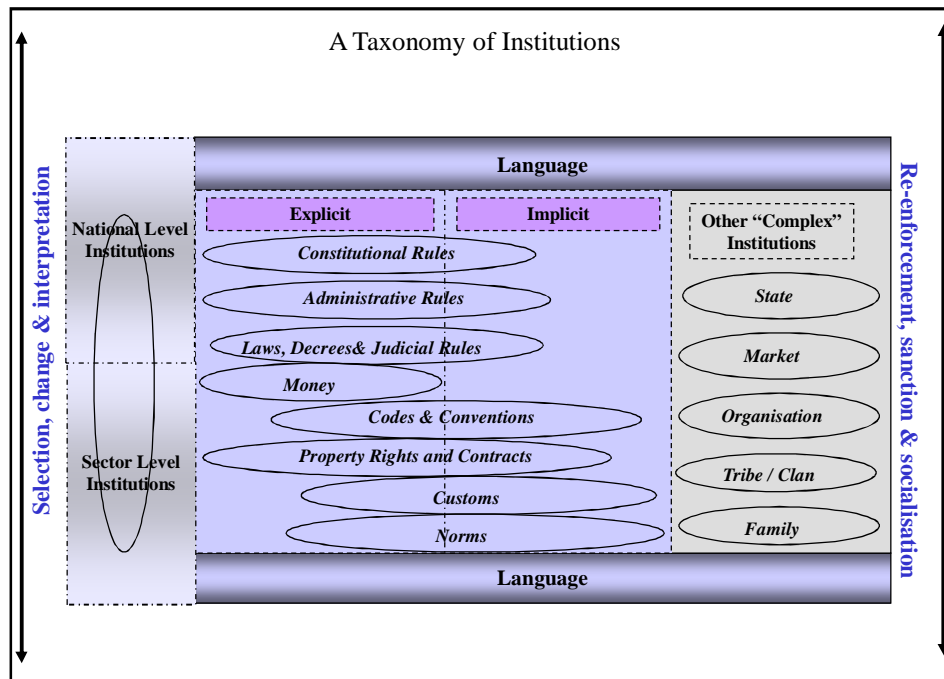 A Taxonomy of Institutions
Selection, change & interpretation
National Level
Institutions
Sector Level
Institutions
Language
Explicit
Implicit
Constitutional Rules
Administrative Rules
Laws, Decrees& Judicial Rules
Money
Codes & Conventions
Property Rights and Contracts
Customs
Norms
Other “Complex”
Institutions
State
Market
Organisation
Tribe / Clan
Family
Language
Re-enforcement, sanction & socialisation